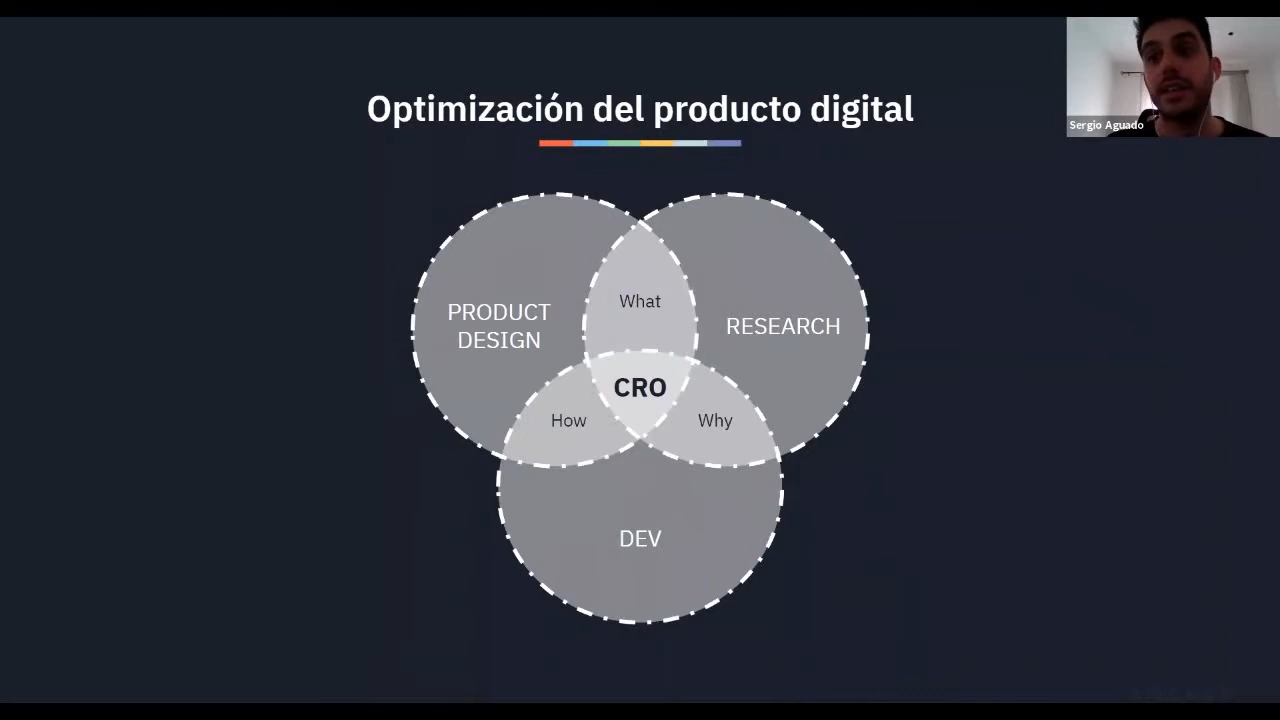 Optimización del producto digital
Sergio Aguado
What
PRODUCT
DESIGN
RESEARCH
CRO
How
Why
DEV